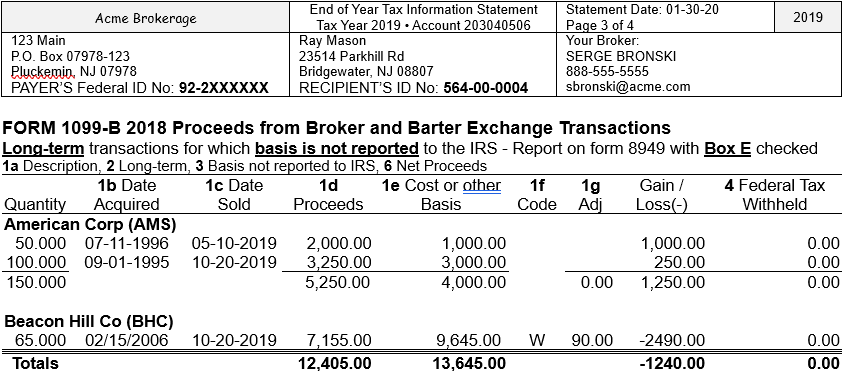 Acme Brokerage
End of Year Tax Information Statement
Tax Year 2019 • Account 203040506
Statement Date: 01-30-20
Page 3 of 4
2019
123 Main
P.O. Box 07978-123
Pluckemin, NJ 07978
PAYER'S Federal ID No: 92-2XXXXXX
Ray Mason
23514 Parkhill Rd
Bridgewater, NJ 08807
RECIPIENT'S ID No: 564-00-0004
Your Broker:
SERGE BRONSKI
888-555-5555
sbronski@acme.com
FORM 1099-B 2018 Proceeds from Broker and Barter Exchange Transactions
Long-term transactions for which basis is not reported to the IRS - Report on form 8949 with Box E checked
1a Description, 2 Long-term, 3 Basis not reported to IRS, 6 Net Proceeds
1b Date 1c Date 1d 1e Cost or other 1f 1g Gain / 4 Federal Tax
Quantity Acquired Sold Proceeds Basis Code Adj Loss(-) Withheld
American Corp (AMS)
50.000 07-11-1996 05-10-2019 2,000.00 1,000.00 1,000.00 0.00
100.000 09-01-1995 10-20-2019 3,250.00 3,000.00 250.00 0.00
150.000 5,250.00 4,000.00 0.00 1,250.00 0.00
Beacon Hill Co (BHC)
65.000 02/15/2006 10-20-2019 7,155.00 9,645.00 W 90.00 -2490.00 0.00
Totals 12,405.00 13,645.00 -1240.00 0.00